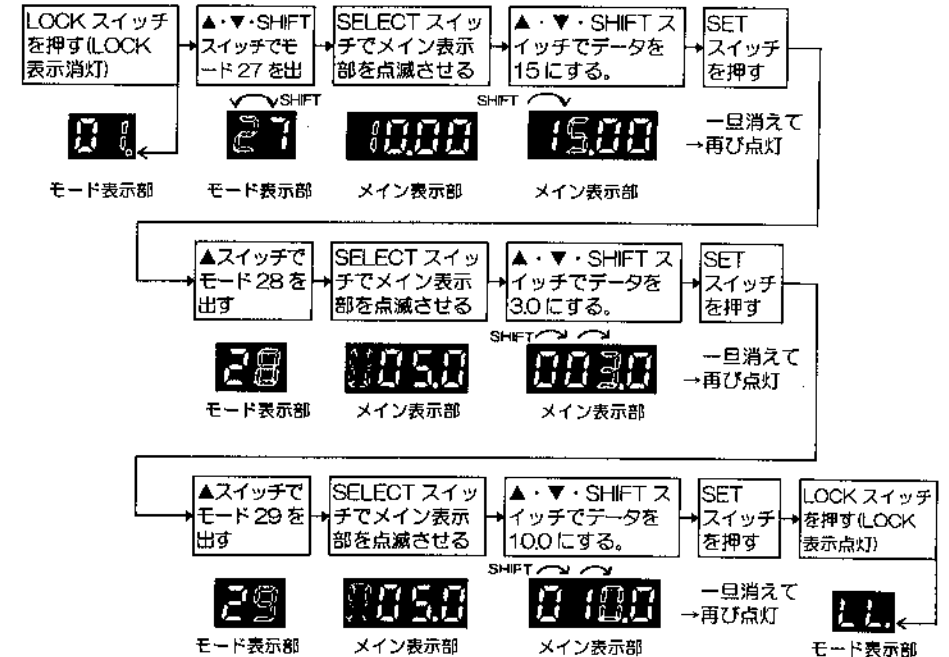 LOCK スイッチ
を押す(LOCK
表示消灯)
▲・▼・SHIFT
スイッチでモ
ード27を出
SELECT スイッ
チでメイン表示
部を点滅させる
▲・▼・SHIFT ス
イッチでデータを
15にする。
SET
スイッチ
を押す
SHIFT
SHIFT
01.
27
10.00
15.00
一旦消えて
→再び点灯
モード表示部
モード表示部
メイン表示部
メイン表示部
▲スイッチで
モード28を
出す
SELECT スイッ
チでメイン表示
部を点滅させる
▲・▼・SHIFT ス
イッチでデータを
3.0にする。
SET
スイッチ
を押す
SHIFT
28
005.0
003.0
一旦消えて
→再び点灯
モード表示部
メイン表示部
メイン表示部
▲スイッチで
モード29を
出す
SELECT スイッ
チでメイン表示
部を点滅させる
▲・▼・SHIFT ス
イッチでデータを
10.0にする。
SET
スイッチ
を押す
LOCK スイッチ
を押す(LOCK
表示点灯)
SHIFT
29
005.0
010.0
一旦消えて
→再び点灯
LL.
モード表示部
メイン表示部
メイン表示部
モード表示部